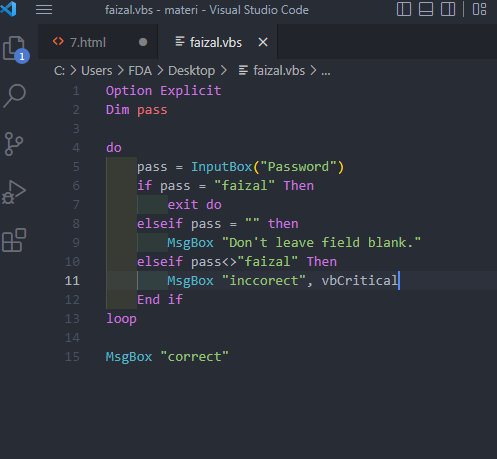 faizal.vbs - materi - Visual Studio Code
1
<> 7.html
faizal.vbs
C: > Users > FDA > Desktop > faizal.vbs > ...
1 Option Explicit
2 Dim pass
3
4 do
5 pass = InputBox("Password")
6 if pass = "faizal" Then
7 exit do
8 elseif pass = "" then
9 MsgBox "Don't leave field blank."
10 elseif pass<>"faizal" Then
11 MsgBox "inccorect", vbCritical
12 End if
13 loop
14
15 MsgBox "correct"